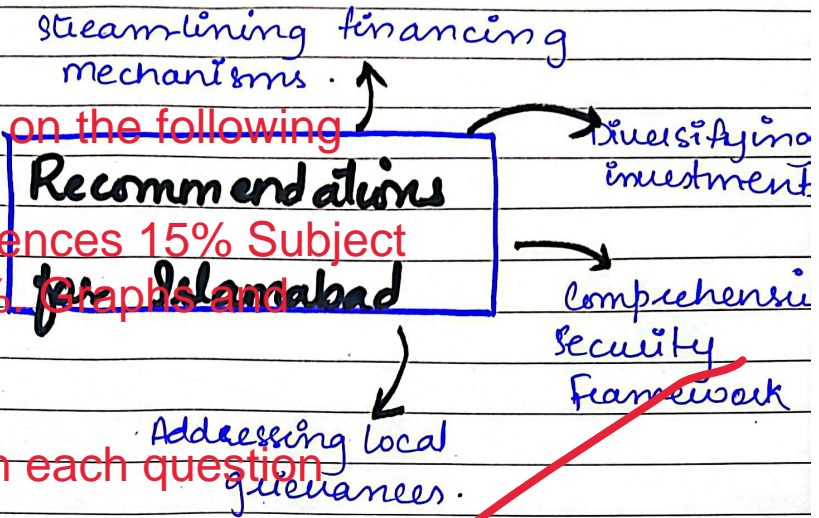 streamlining financing
mechanisms.
on the following
Diversifying
investment
Recommendations
ences 15% Subject
for Islamabad
Graphs and
Comprehensi
Security
Framework
Addressing local
n each question
grievances.